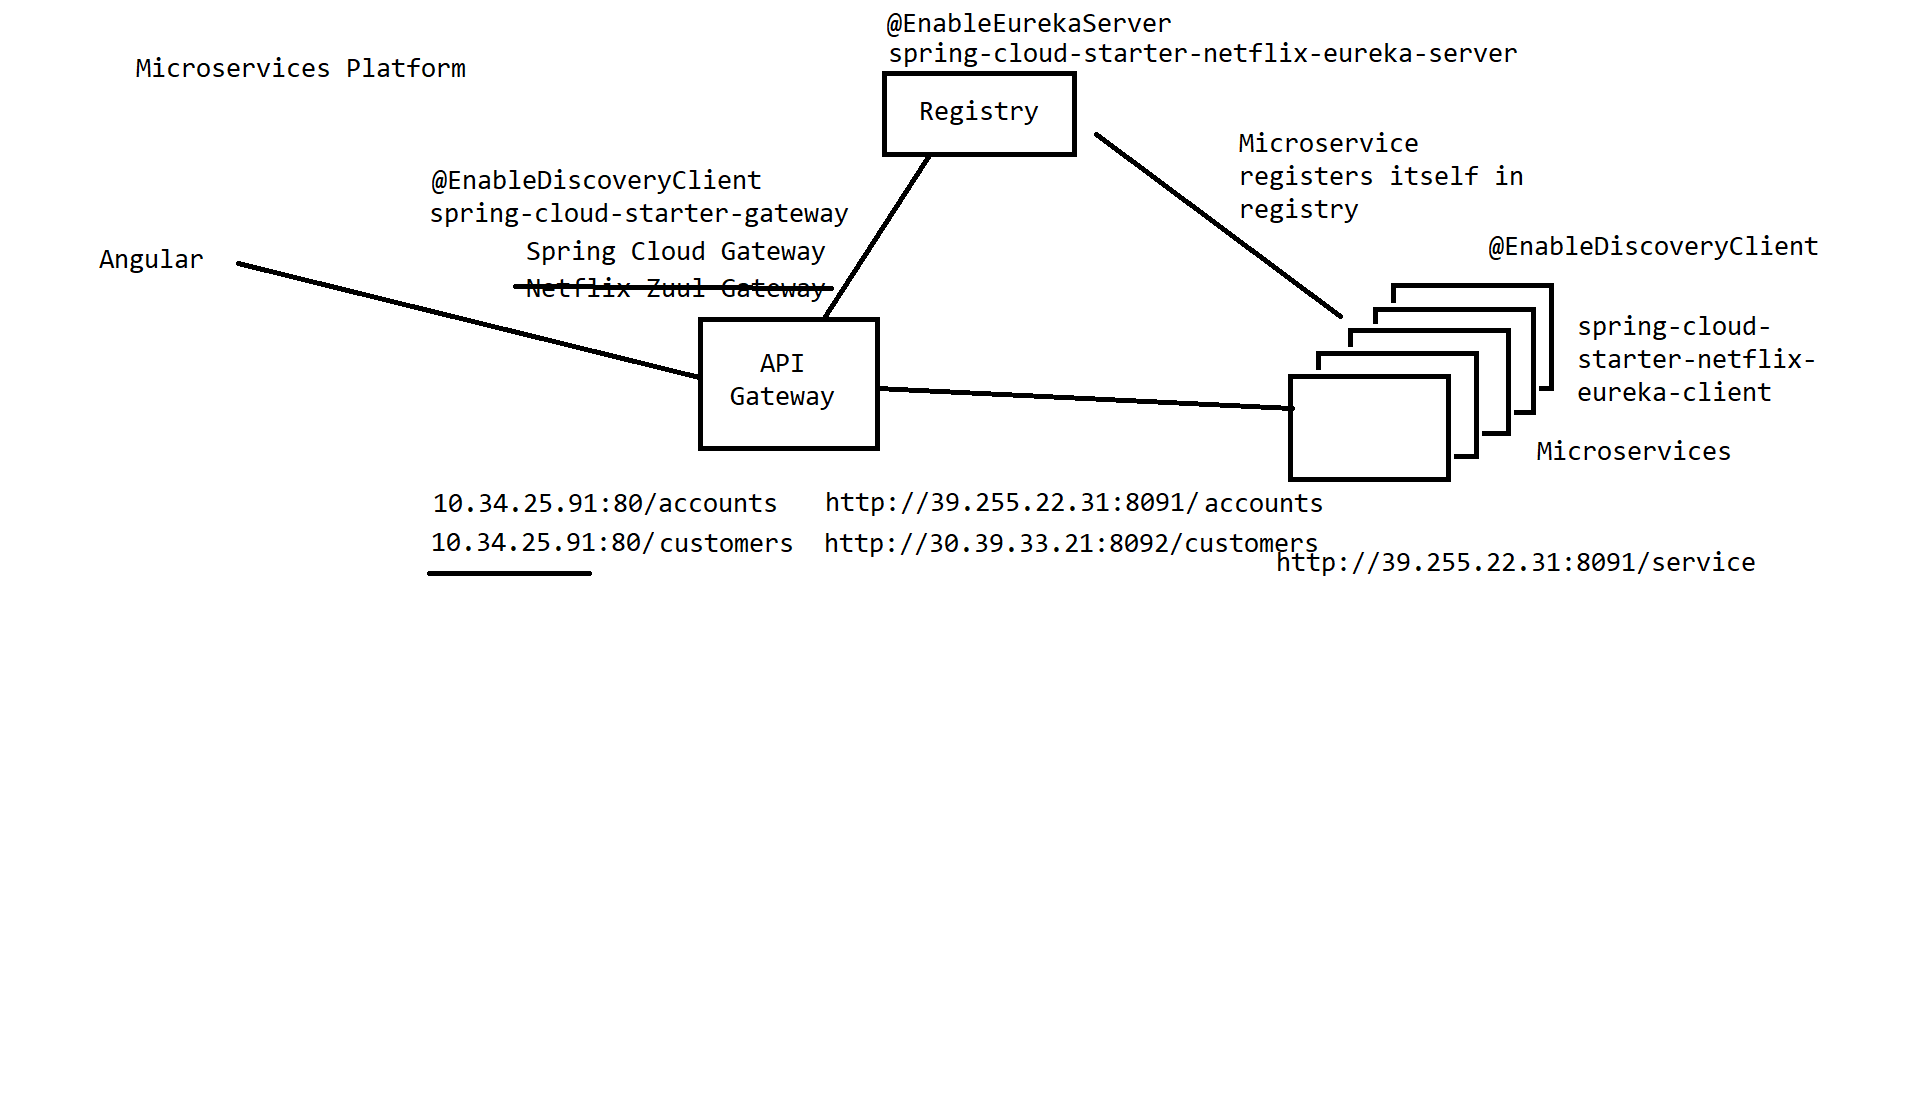 @EnableEurekaServer
spring-cloud-starter-netflix-eureka-server
Microservices Platform
Registry
Microservice
registers itself in
registry
@EnableDiscoveryClient
spring-cloud-starter-gateway
Spring Cloud Gateway
Netflix Zuul Gateway
Angular
@EnableDiscoveryClient
API
Gateway
spring-cloud-
starter-netflix-
eureka-client
Microservices
10.34.25.91:80/accounts
http://39.255.22.31:8091/accounts
10.34.25.91:80/customers
http://30.39.33.21:8092/customers
http://39.255.22.31:8091/service